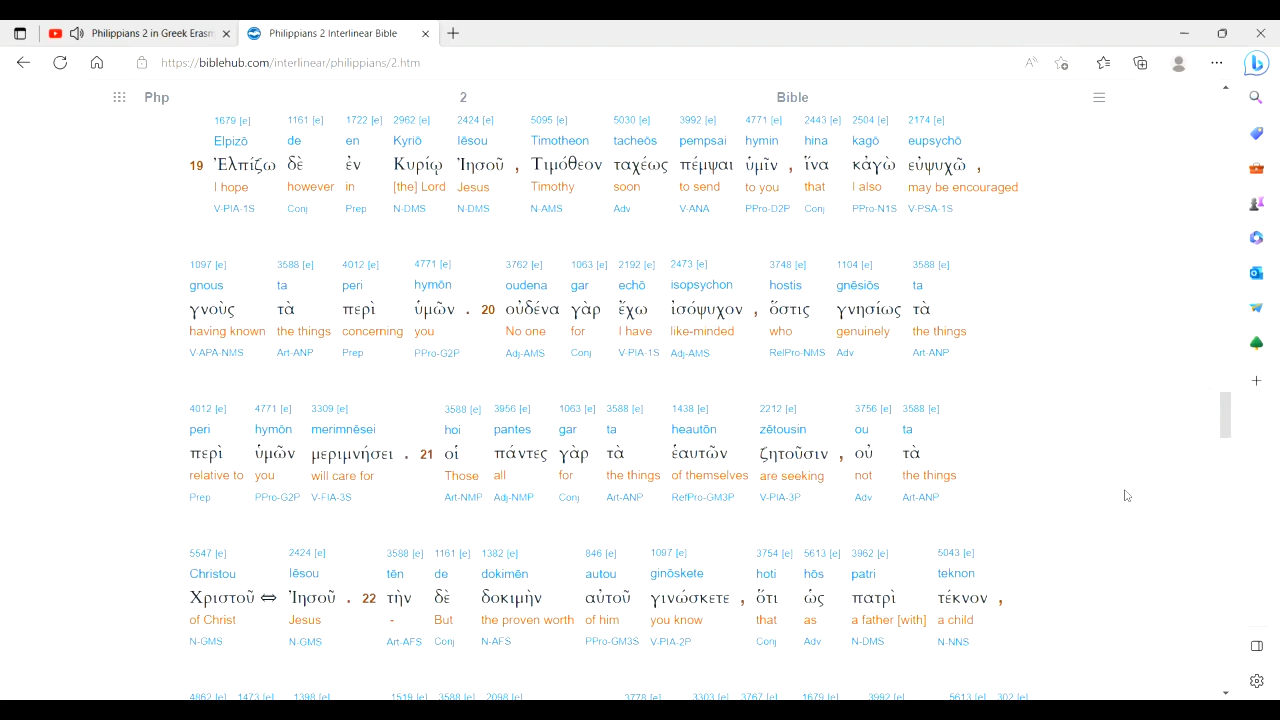 Philippians 2 in Greek Erasm
Philippians 2 Interlinear Bible
https://biblehub.com/interlinear/philippians/2.htm
Php 2 Bible
1679 [e] 1161 [e] 1722 [e] 2962 [e] 2424 [e] 5095 [e] 5030 [e] 3992 [e] 4771 [e] 2443 [e] 2504 [e] 2174 [e]
Elpizō de en Kyriō Iēsou Timotheon tacheōs pempsai hymin hina kagō eupsychō
19 Ἐλπίζω δὲ ἐν Κυρίῳ Ἰησοῦ , Τιμόθεον ταχέως πέμψαι ὑμῖν , ἵνα κἀγὼ εὐψυχῶ ,
I hope however in [the] Lord Jesus Timothy soon to send to you that I also may be encouraged
V-PIA-1S Conj Prep N-DMS N-DMS N-AMS Adv V-ANA PPro-D2P Conj PPro-N1S V-PSA-1S
1097 [e] 3588 [e] 4012 [e] 4771 [e] 3762 [e] 1063 [e] 2192 [e] 2473 [e] 3748 [e] 1104 [e] 3588 [e]
gnous ta peri hymōn oudena gar echō isopsychon hostis gnēsiōs ta
γνοὺς τὰ περὶ ὑμῶν . 20 οὐδένα γὰρ ἔχω ἰσόψυχον , ὅστις γνησίως τὰ
having known the things concerning you No one for I have like-minded who genuinely the things
V-APA-NMS Art-ANP Prep PPro-G2P Adj-AMS Conj V-PIA-1S Adj-AMS RelPro-NMS Adv Art-ANP
4012 [e] 4771 [e] 3309 [e] 3588 [e] 3956 [e] 1063 [e] 3588 [e] 1438 [e] 2212 [e] 3756 [e] 3588 [e]
peri hymōn merimnēsei hoi pantes gar ta heautōn zētousin ou ta
περὶ ὑμῶν μεριμνήσει . 21 οἱ πάντες γὰρ τὰ ἑαυτῶν ζητοῦσιν , οὐ τὰ
relative to you will care for Those all for the things of themselves are seeking not the things
Prep PPro-G2P V-FIA-3S Art-NMP Adj-NMP Conj Art-ANP RefPro-GM3P V-PIA-3P Adv Art-ANP
5547 [e] 2424 [e] 3588 [e] 1161 [e] 1382 [e] 846 [e] 1097 [e] 3754 [e] 5613 [e] 3962 [e] 5043 [e]
Christou Iēsou tēn de dokimēn autou ginōskete hoti hōs patri teknon
Χριστοῦ ⇔ Ἰησοῦ . 22 τὴν δὲ δοκιμὴν αὐτοῦ γινώσκετε , ὅτι ὡς πατρὶ τέκνον ,
of Christ Jesus - But the proven worth of him you know that as a father [with] a child
N-GMS N-GMS Art-AFS Conj N-AFS PPro-GM3S V-PIA-2P Conj Adv N-DMS N-NNS
4862 [e] 1473 [e] 1398 [e] 1519 [e] 3588 [e] 2098 [e] 3778 [e] 3303 [e] 3767 [e] 1679 [e] 3992 [e] 5613 [e] 302 [e]